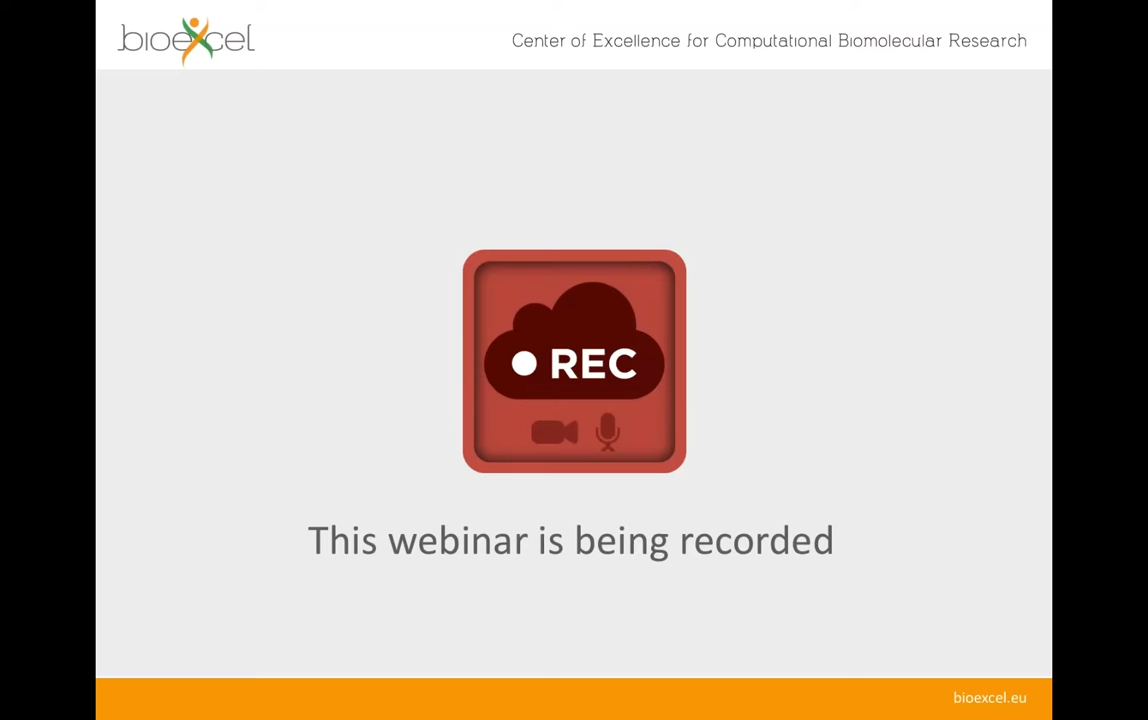 bioexcel
Center of Excellence for Computational Biomolecular Research
REC
This webinar is being recorded
bioexcel.eu